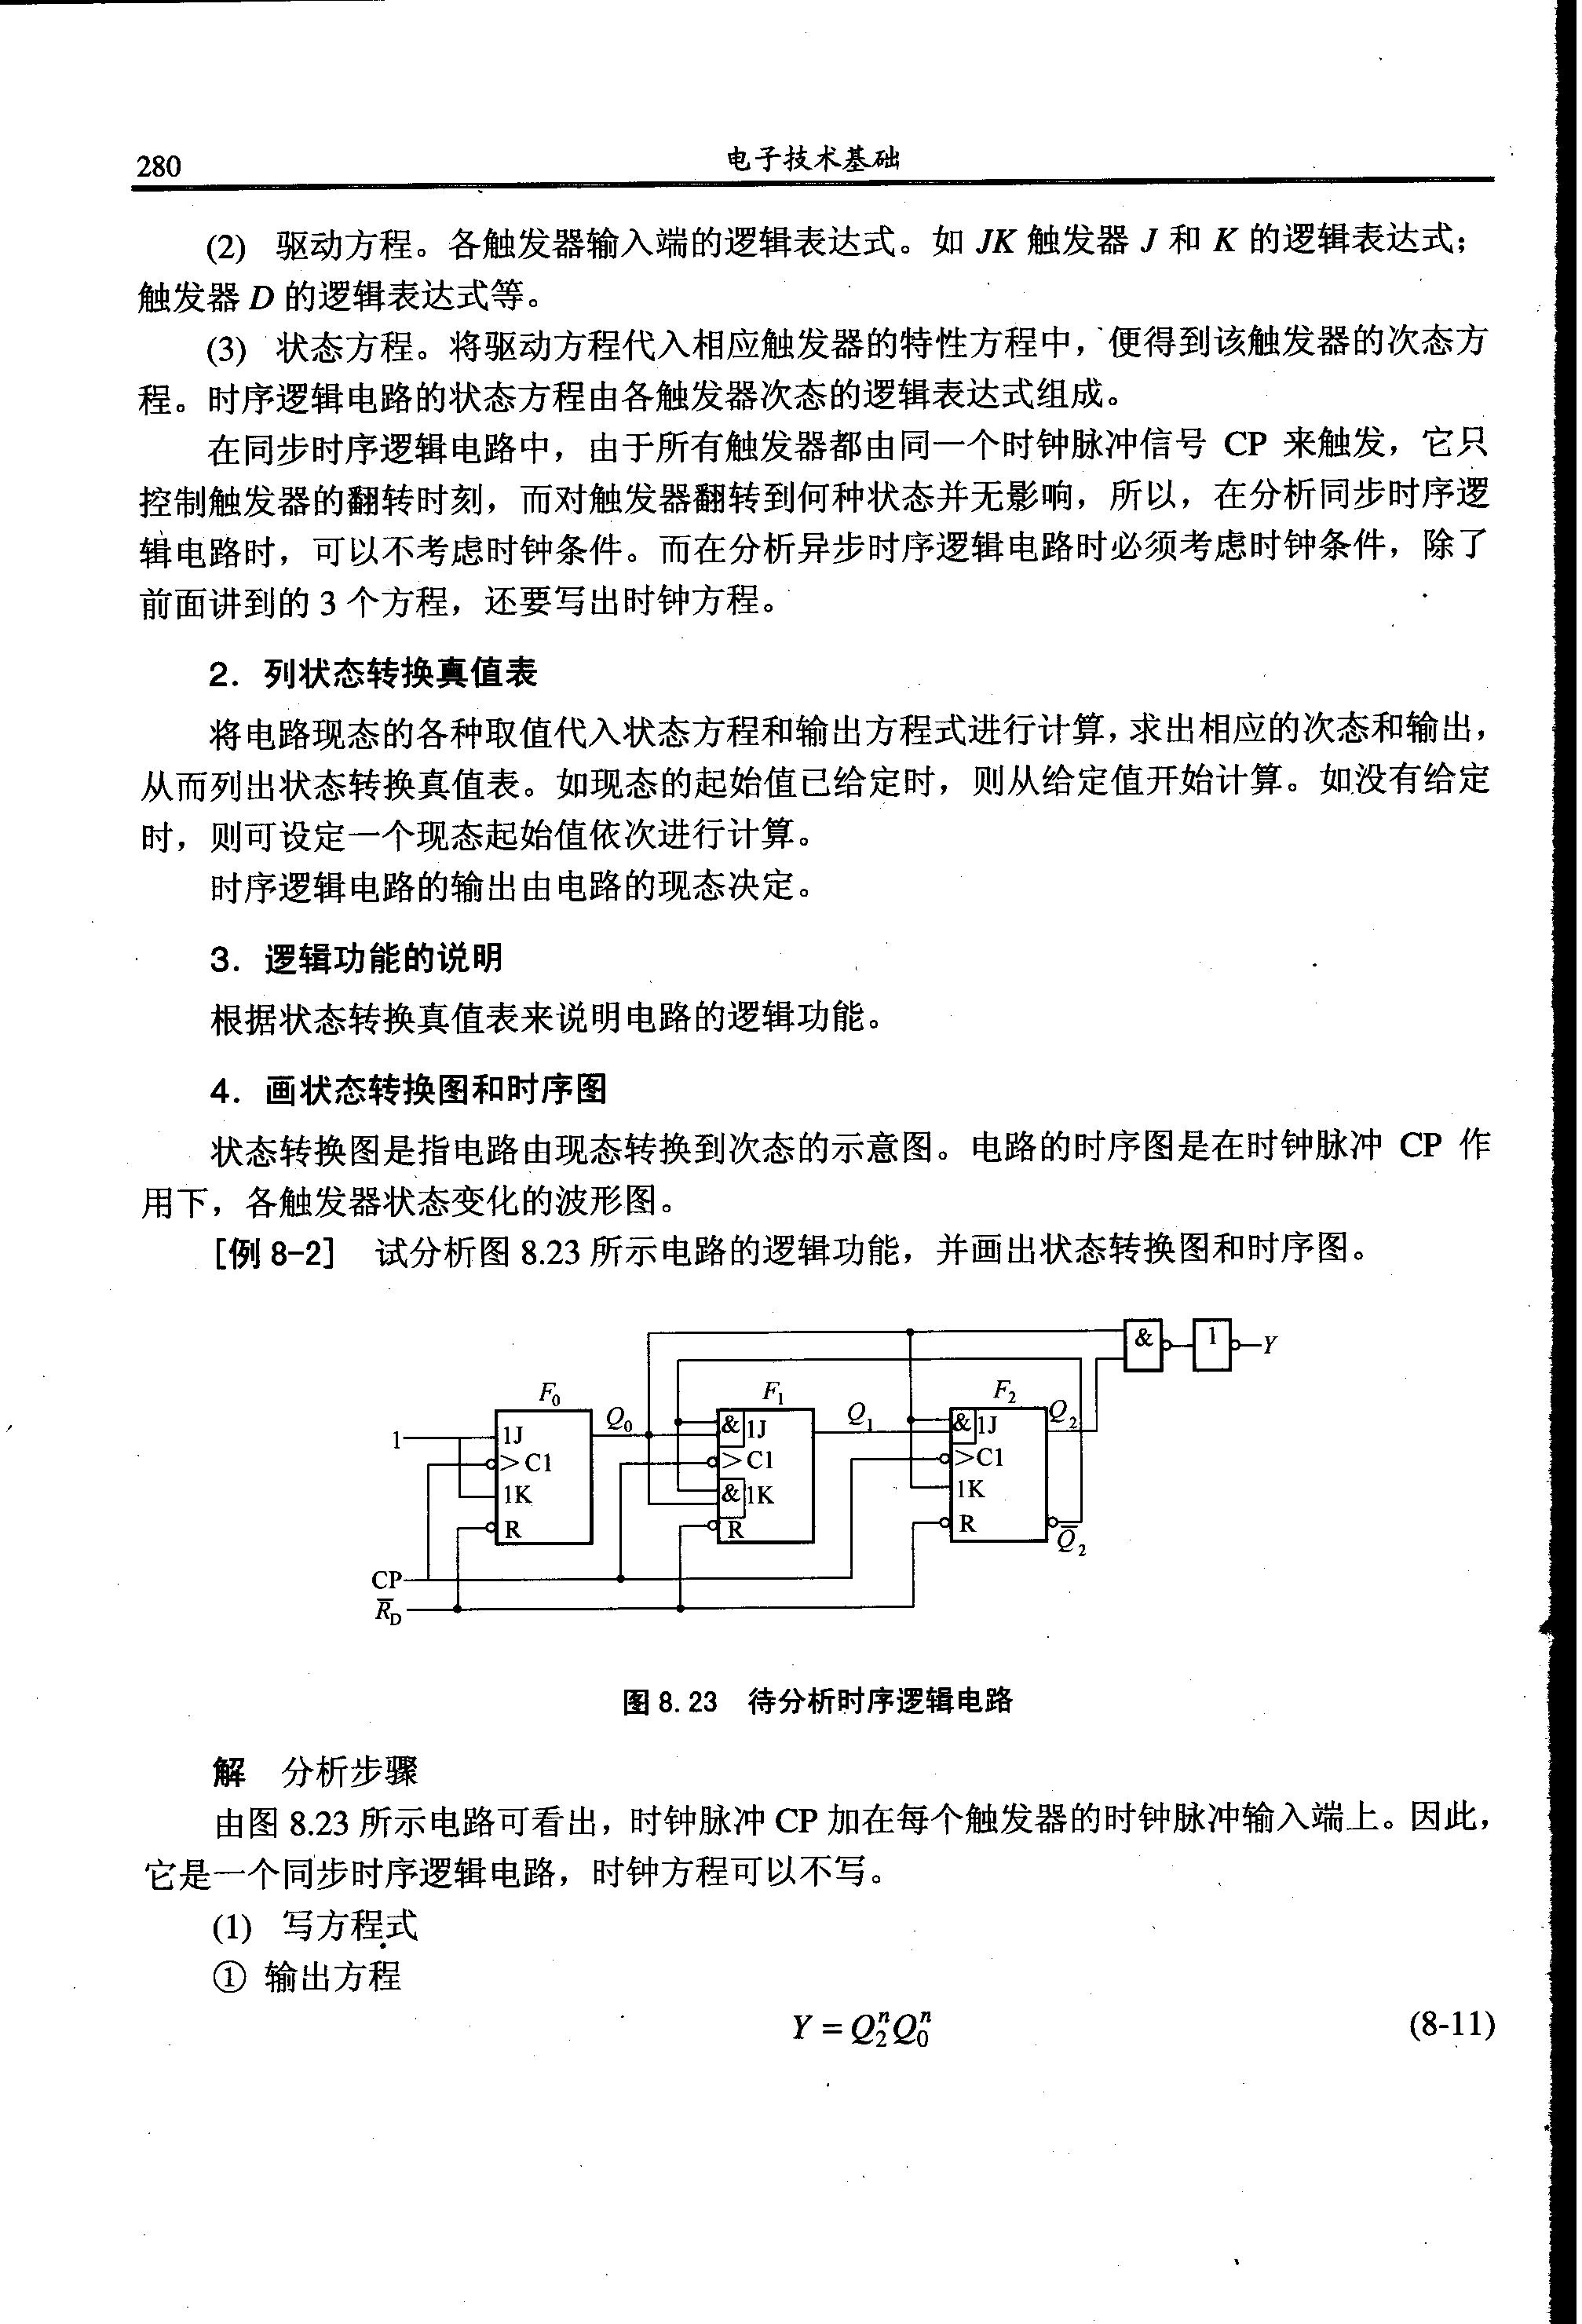 280
电子技术基础
(2) 驱动方程。各触发器输入端的逻辑表达式。如 JK 触发器 J 和 K 的逻辑表达式；
触发器 D 的逻辑表达式等。
(3) 状态方程。将驱动方程代入相应触发器的特性方程中，便得到该触发器的次态方
程。时序逻辑电路的状态方程由各触发器次态的逻辑表达式组成。
在同步时序逻辑电路中，由于所有触发器都由同一个时钟脉冲信号 CP 来触发，它只
控制触发器的翻转时刻，而对触发器翻转到何种状态并无影响，所以，在分析同步时序逻
辑电路时，可以不考虑时钟条件。而在分析异步时序逻辑电路时必须考虑时钟条件，除了
前面讲到的 3 个方程，还要写出时钟方程。
2．列状态转换真值表
将电路现态的各种取值代入状态方程和输出方程式进行计算，求出相应的次态和输出，
从而列出状态转换真值表。如现态的起始值已给定时，则从给定值开始计算。如没有给定
时，则可设定一个现态起始值依次进行计算。
时序逻辑电路的输出由电路的现态决定。
3．逻辑功能的说明
根据状态转换真值表来说明电路的逻辑功能。
4．画状态转换图和时序图
状态转换图是指电路由现态转换到次态的示意图。电路的时序图是在时钟脉冲 CP 作
用下，各触发器状态变化的波形图。
[例 8-2] 试分析图 8.23 所示电路的逻辑功能，并画出状态转换图和时序图。
& 1 Y
F₀ F₁ F₂
Q₀ Q₁ Q₂
1 1J & 1J & 1J
>C1 >C1 >C1
1K & 1K 1K
R R R
Q̅₂
CP
R̅D
图 8.23 待分析时序逻辑电路
解 分析步骤
由图 8.23 所示电路可看出，时钟脉冲 CP 加在每个触发器的时钟脉冲输入端上。因此，
它是一个同步时序逻辑电路，时钟方程可以不写。
(1) 写方程式
① 输出方程
Y = Q₂ⁿQ₀ⁿ (8-11)